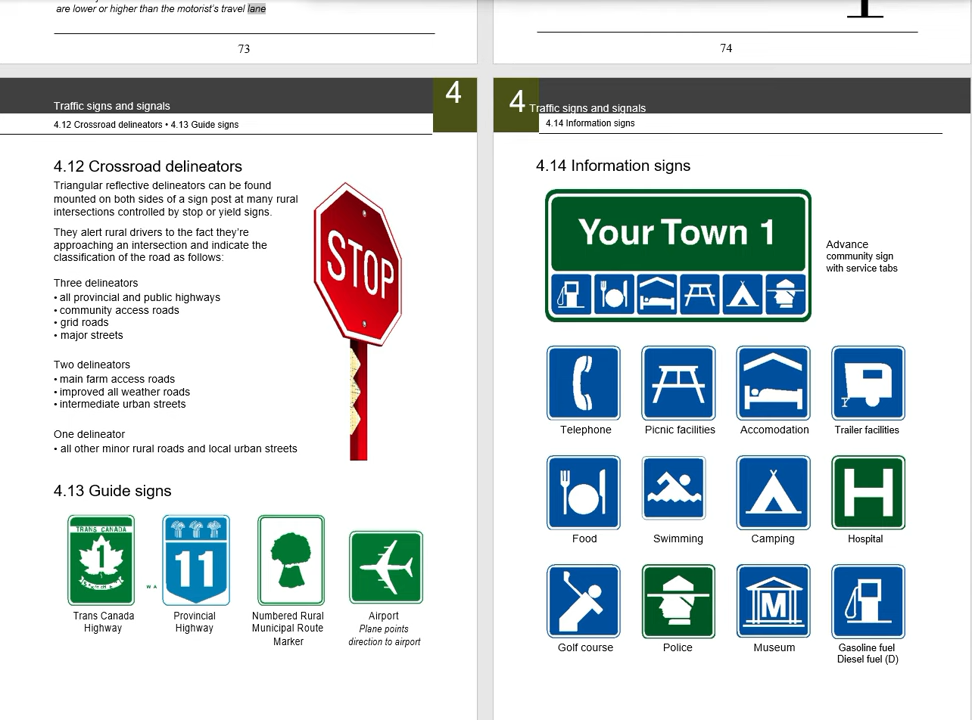 are lower or higher than the motorist's travel lane
73
74
Traffic signs and signals
4
4.12 Crossroad delineators • 4.13 Guide signs
4.12 Crossroad delineators
Triangular reflective delineators can be found
mounted on both sides of a sign post at many rural
intersections controlled by stop or yield signs.
They alert rural drivers to the fact they're
approaching an intersection and indicate the
classification of the road as follows:
Three delineators
• all provincial and public highways
• community access roads
• grid roads
• major streets
Two delineators
• main farm access roads
• improved all weather roads
• intermediate urban streets
One delineator
• all other minor rural roads and local urban streets
STOP
4.13 Guide signs
TRANS CANADA
1
11
W A
Trans Canada
Highway
Provincial
Highway
Numbered Rural
Municipal Route
Marker
Airport
Plane points
direction to airport
4
Traffic signs and signals
4.14 Information signs
4.14 Information signs
Your Town 1
Advance
community sign
with service tabs
Telephone
Picnic facilities
Accomodation
Trailer facilities
H
Food
Swimming
Camping
Hospital
M
Golf course
Police
Museum
Gasoline fuel
Diesel fuel (D)